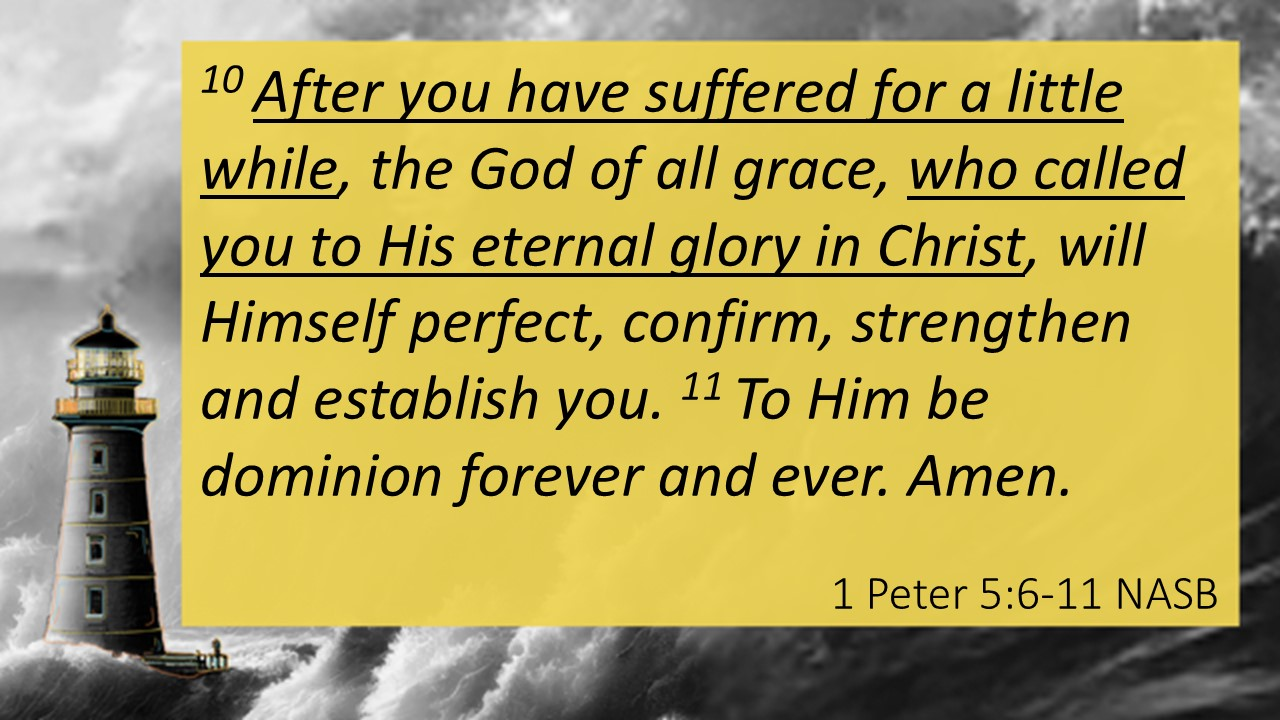 10 After you have suffered for a little
while, the God of all grace, who called
you to His eternal glory in Christ, will
Himself perfect, confirm, strengthen
and establish you. 11 To Him be
dominion forever and ever. Amen.
1 Peter 5:6-11 NASB